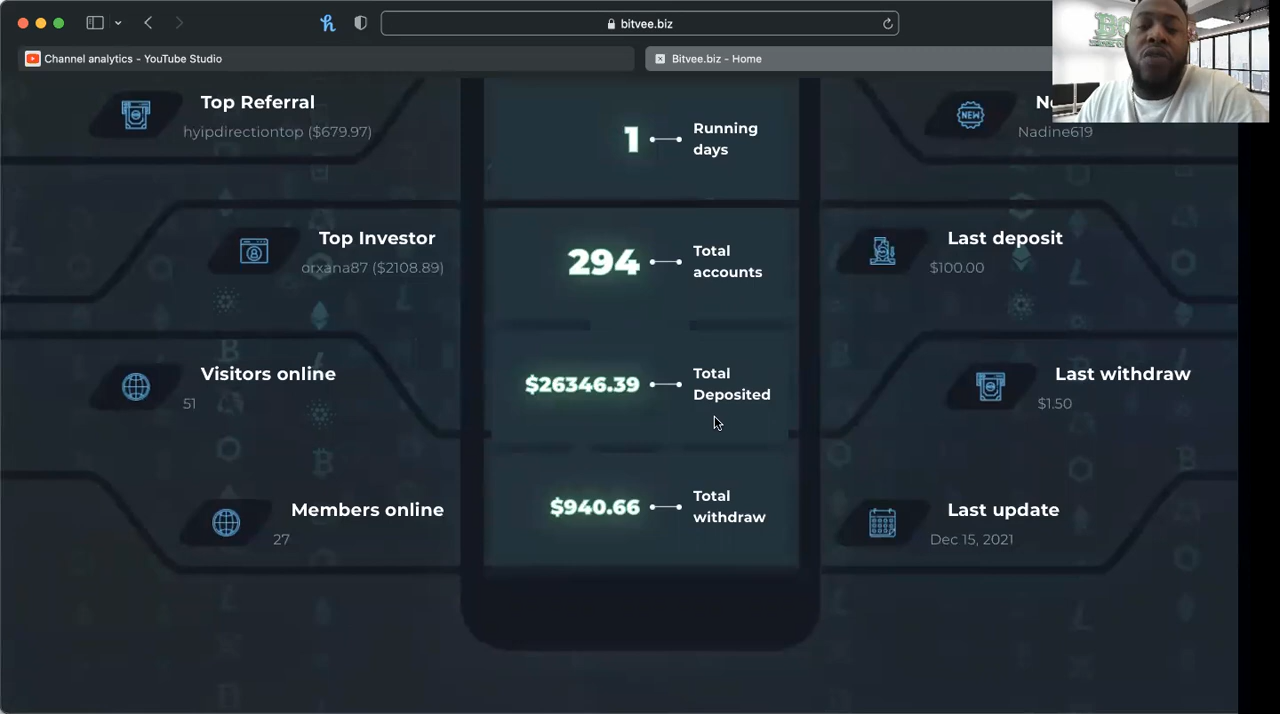 bitvee.biz
Channel analytics - YouTube Studio
Bitvee.biz - Home
Top Referral
hyipdirectiontop ($679.97)
1
Running
days
NEW
Nadine619
Top Investor
orxana87 ($2108.89)
294
Total
accounts
Last deposit
$100.00
Visitors online
51
$26346.39
Total
Deposited
Last withdraw
$1.50
Members online
27
$940.66
Total
withdraw
Last update
Dec 15, 2021